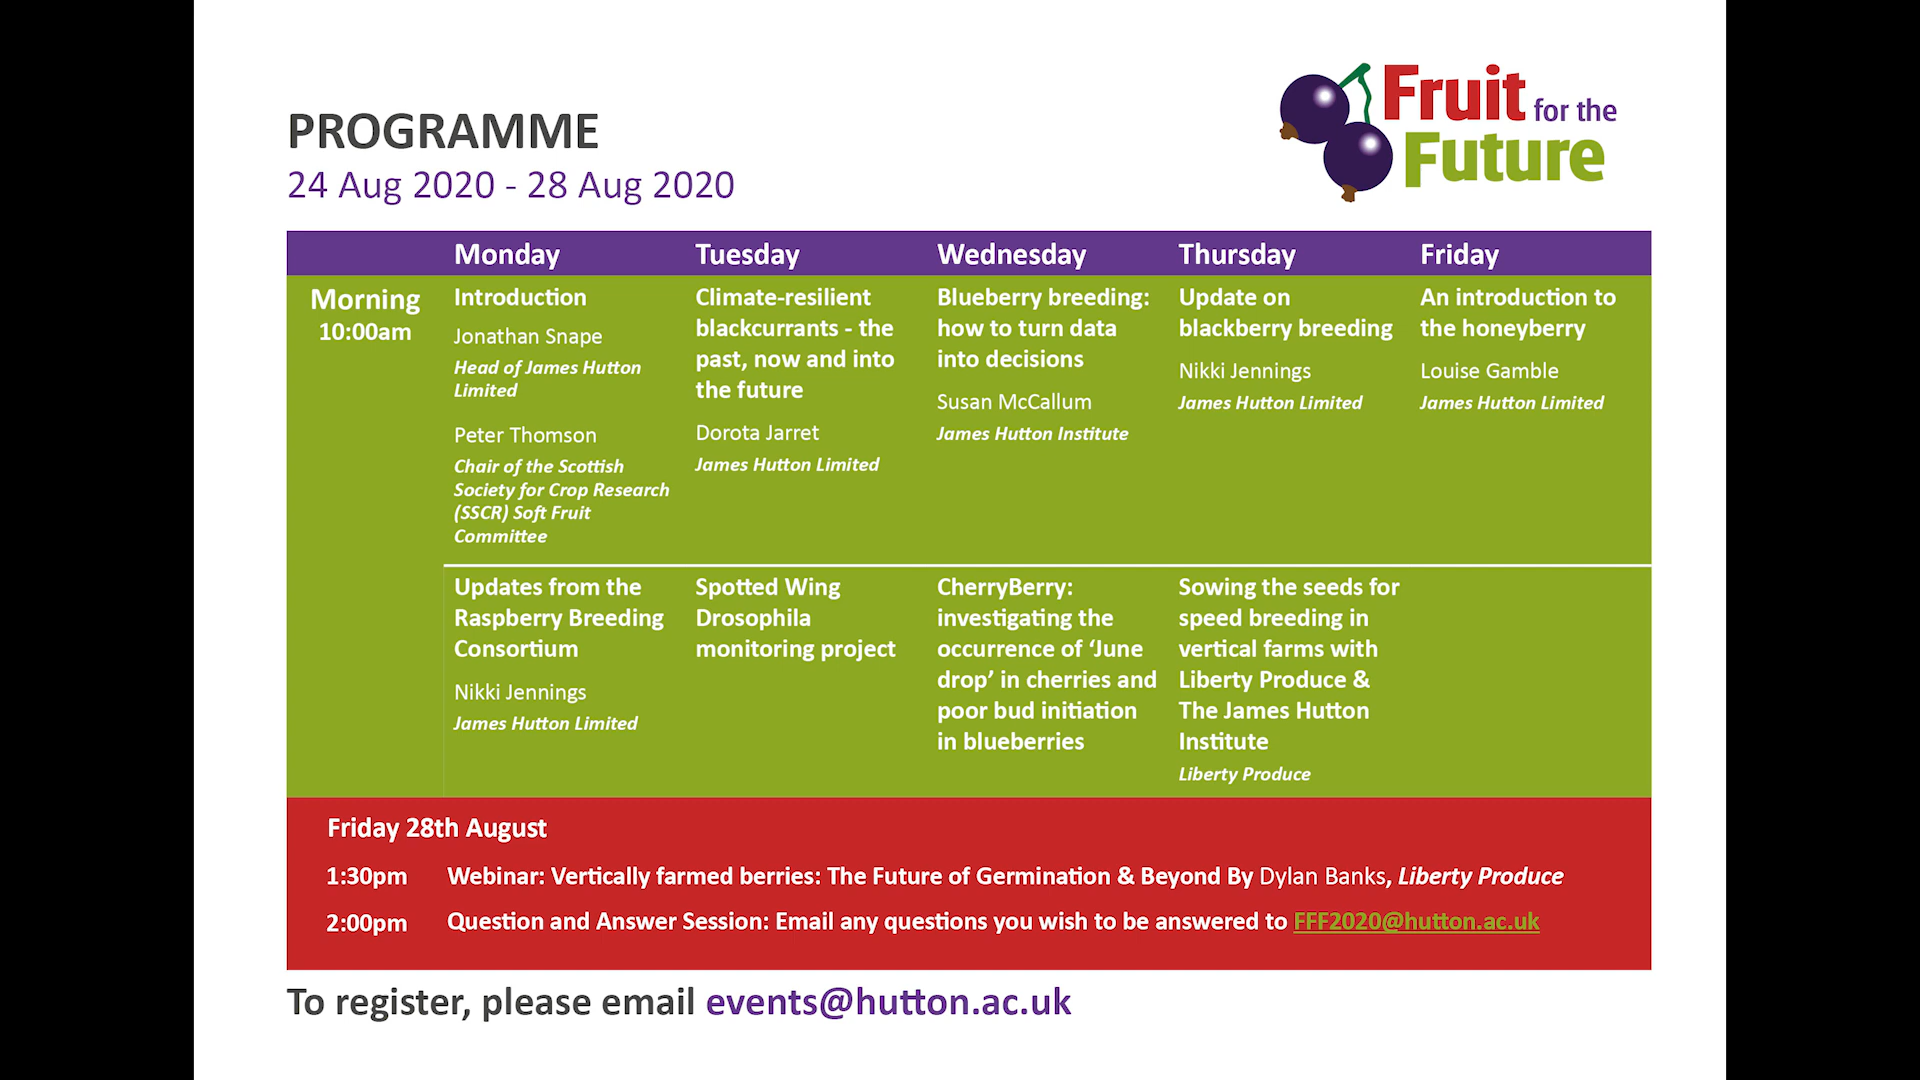 PROGRAMME
24 Aug 2020 - 28 Aug 2020
Fruit for the
Future
Monday
Tuesday
Wednesday
Thursday
Friday
Morning
10:00am
Introduction
Jonathan Snape
Head of James Hutton
Limited
Peter Thomson
Chair of the Scottish
Society for Crop Research
(SSCR) Soft Fruit
Committee
Climate-resilient
blackcurrants - the
past, now and into
the future
Dorota Jarret
James Hutton Limited
Blueberry breeding:
how to turn data
into decisions
Susan McCallum
James Hutton Institute
Update on
blackberry breeding
Nikki Jennings
James Hutton Limited
An introduction to
the honeyberry
Louise Gamble
James Hutton Limited
Updates from the
Raspberry Breeding
Consortium
Nikki Jennings
James Hutton Limited
Spotted Wing
Drosophila
monitoring project
CherryBerry:
investigating the
occurrence of ‘June
drop’ in cherries and
poor bud initiation
in blueberries
Sowing the seeds for
speed breeding in
vertical farms with
Liberty Produce &
The James Hutton
Institute
Liberty Produce
Friday 28th August
1:30pm Webinar: Vertically farmed berries: The Future of Germination & Beyond By Dylan Banks, Liberty Produce
2:00pm Question and Answer Session: Email any questions you wish to be answered to FFF2020@hutton.ac.uk
To register, please email events@hutton.ac.uk